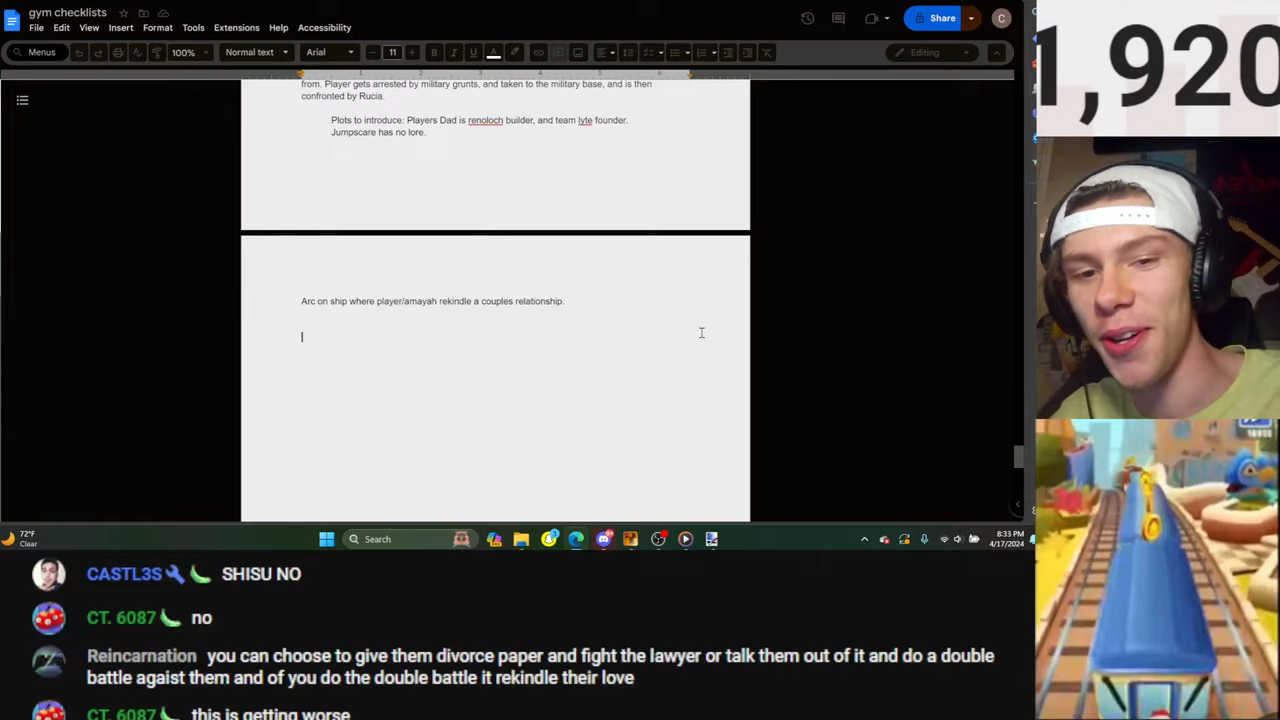 gym checklists
File Edit View Insert Format Tools Extensions Help Accessibility
Share
C
Menus
100%
Normal text
Arial
11
Editing
1,920
from. Player gets arrested by military grunts, and taken to the military base, and is then
confronted by Rucia.
Plots to introduce: Players Dad is renoloch builder, and team lyte founder.
Jumpscare has no lore.
Arc on ship where player/amayah rekindle a couples relationship.
72°F
Clear
Search
8:33 PM
4/17/2024
CASTL3S SHISU NO
CT. 6087 no
Reincarnation you can choose to give them divorce paper and fight the lawyer or talk them out of it and do a double
battle agaist them and of you do the double battle it rekindle their love
CT. 6087 this is getting worse